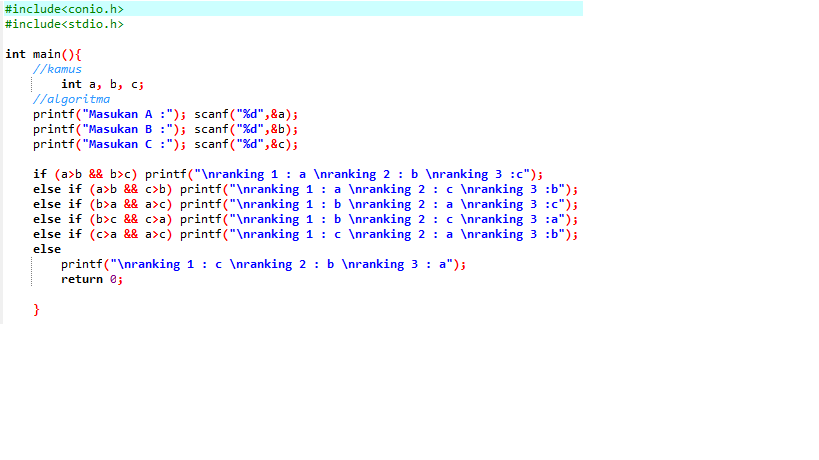 #include<conio.h>
#include<stdio.h>
int main(){
//kamus
int a, b, c;
//algoritma
printf("Masukan A :"); scanf("%d",&a);
printf("Masukan B :"); scanf("%d",&b);
printf("Masukan C :"); scanf("%d",&c);
if (a>b && b>c) printf("\nranking 1 : a \nranking 2 : b \nranking 3 :c");
else if (a>b && c>b) printf("\nranking 1 : a \nranking 2 : c \nranking 3 :b");
else if (b>a && a>c) printf("\nranking 1 : b \nranking 2 : a \nranking 3 :c");
else if (b>c && c>a) printf("\nranking 1 : b \nranking 2 : c \nranking 3 :a");
else if (c>a && a>c) printf("\nranking 1 : c \nranking 2 : a \nranking 3 :b");
else
printf("\nranking 1 : c \nranking 2 : b \nranking 3 : a");
return 0;
}